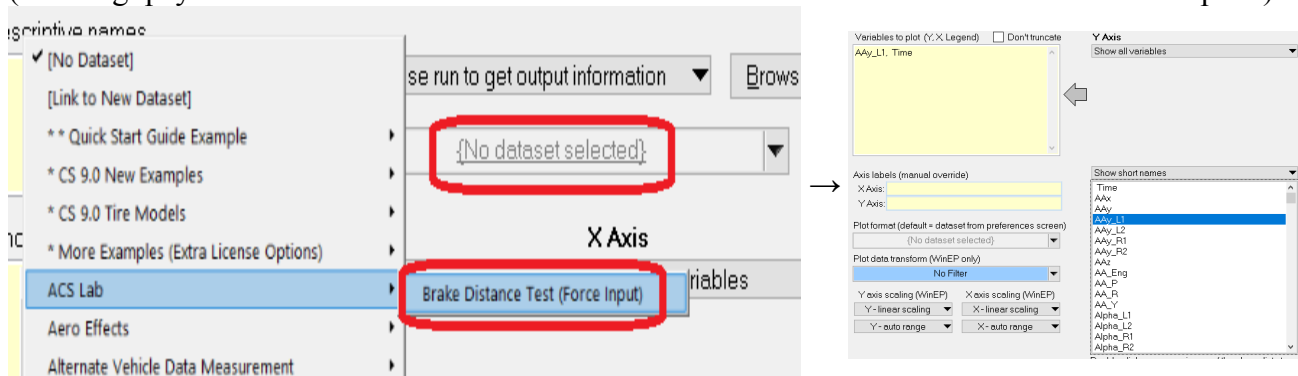 scriptive names
✔ [No Dataset]
[Link to New Dataset]
* * Quick Start Guide Example
* CS 9.0 New Examples
* CS 9.0 Tire Models
* More Examples (Extra License Options)
ACS Lab
Aero Effects
Alternate Vehicle Data Measurement
se run to get output information
Brows
{No dataset selected}
X Axis
riables
Brake Distance Test (Force Input)
→
Variables to plot (Y, X, Legend)
Don't truncate
AAy_L1, Time
Axis labels (manual override)
X Axis:
Y Axis:
Plot format (default = dataset from preferences screen)
{No dataset selected}
Plot data transform (WinEP only)
No Filter
Y axis scaling (WinEP)
X axis scaling (WinEP)
Y - linear scaling
X - linear scaling
Y - auto range
X - auto range
Y Axis
Show all variables
Show short names
Time
AAx
AAy
AAy_L1
AAy_L2
AAy_R1
AAy_R2
AAz
AA_Eng
AA_P
AA_R
AA_Y
Alpha_L1
Alpha_L2
Alpha_R1
Alpha_R2